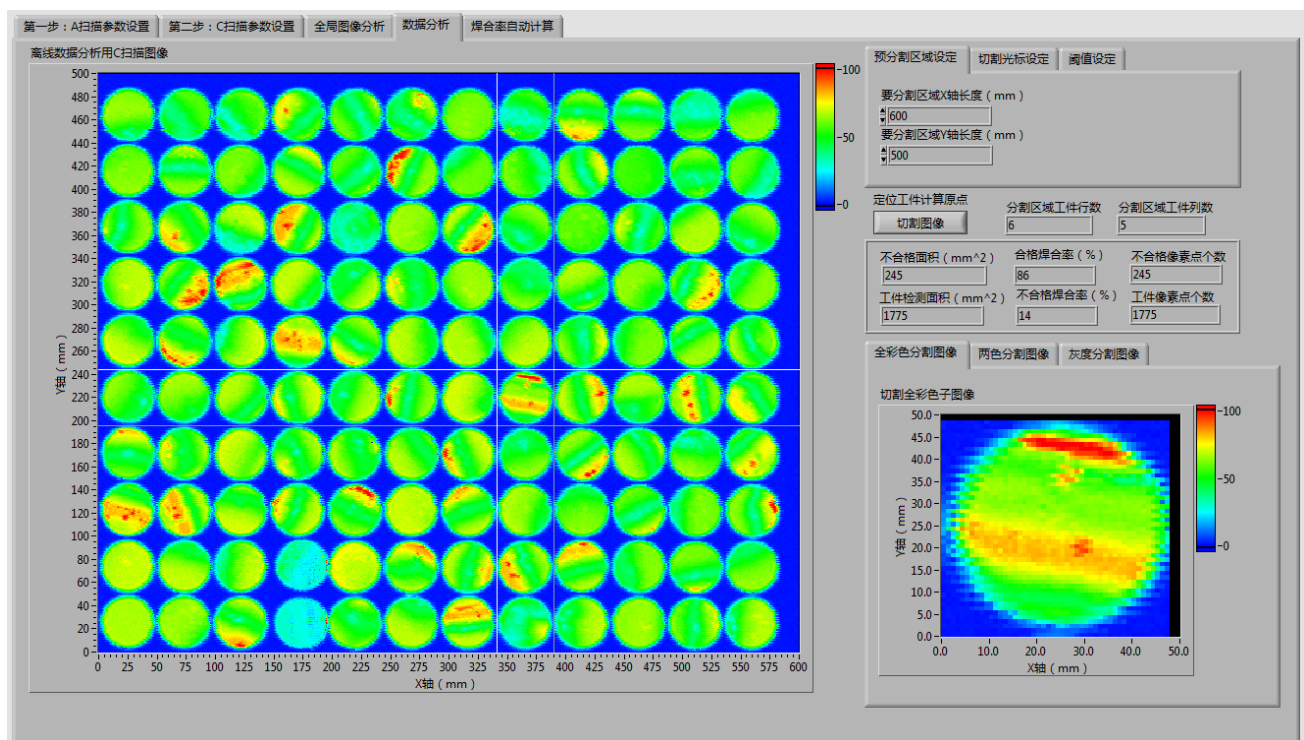 第一步：A扫描参数设置 第二步：C扫描参数设置 全局图像分析 数据分析 焊合率自动计算
离线数据分析用C扫描图像
500
480
460
440
420
400
380
360
340
320
300
280
260
240
220
200
180
160
140
120
100
80
60
40
20
0
Y轴（mm）
0 25 50 75 100 125 150 175 200 225 250 275 300 325 350 375 400 425 450 475 500 525 550 575 600
X轴（mm）
100
50
0
预分割区域设定 切割光标设定 阈值设定
要分割区域X轴长度（mm）
600
要分割区域Y轴长度（mm）
500
定位工件计算原点
切割图像
分割区域工件行数 分割区域工件列数
6 5
不合格面积（mm^2） 合格焊合率（%） 不合格像素点个数
245 86 245
工件检测面积（mm^2） 不合格焊合率（%） 工件像素点个数
1775 14 1775
全彩色分割图像 两色分割图像 灰度分割图像
切割全彩色子图像
50.0
45.0
40.0
35.0
30.0
25.0
20.0
15.0
10.0
5.0
0.0
Y轴（mm）
0.0 10.0 20.0 30.0 40.0 50.0
X轴（mm）
100
50
0